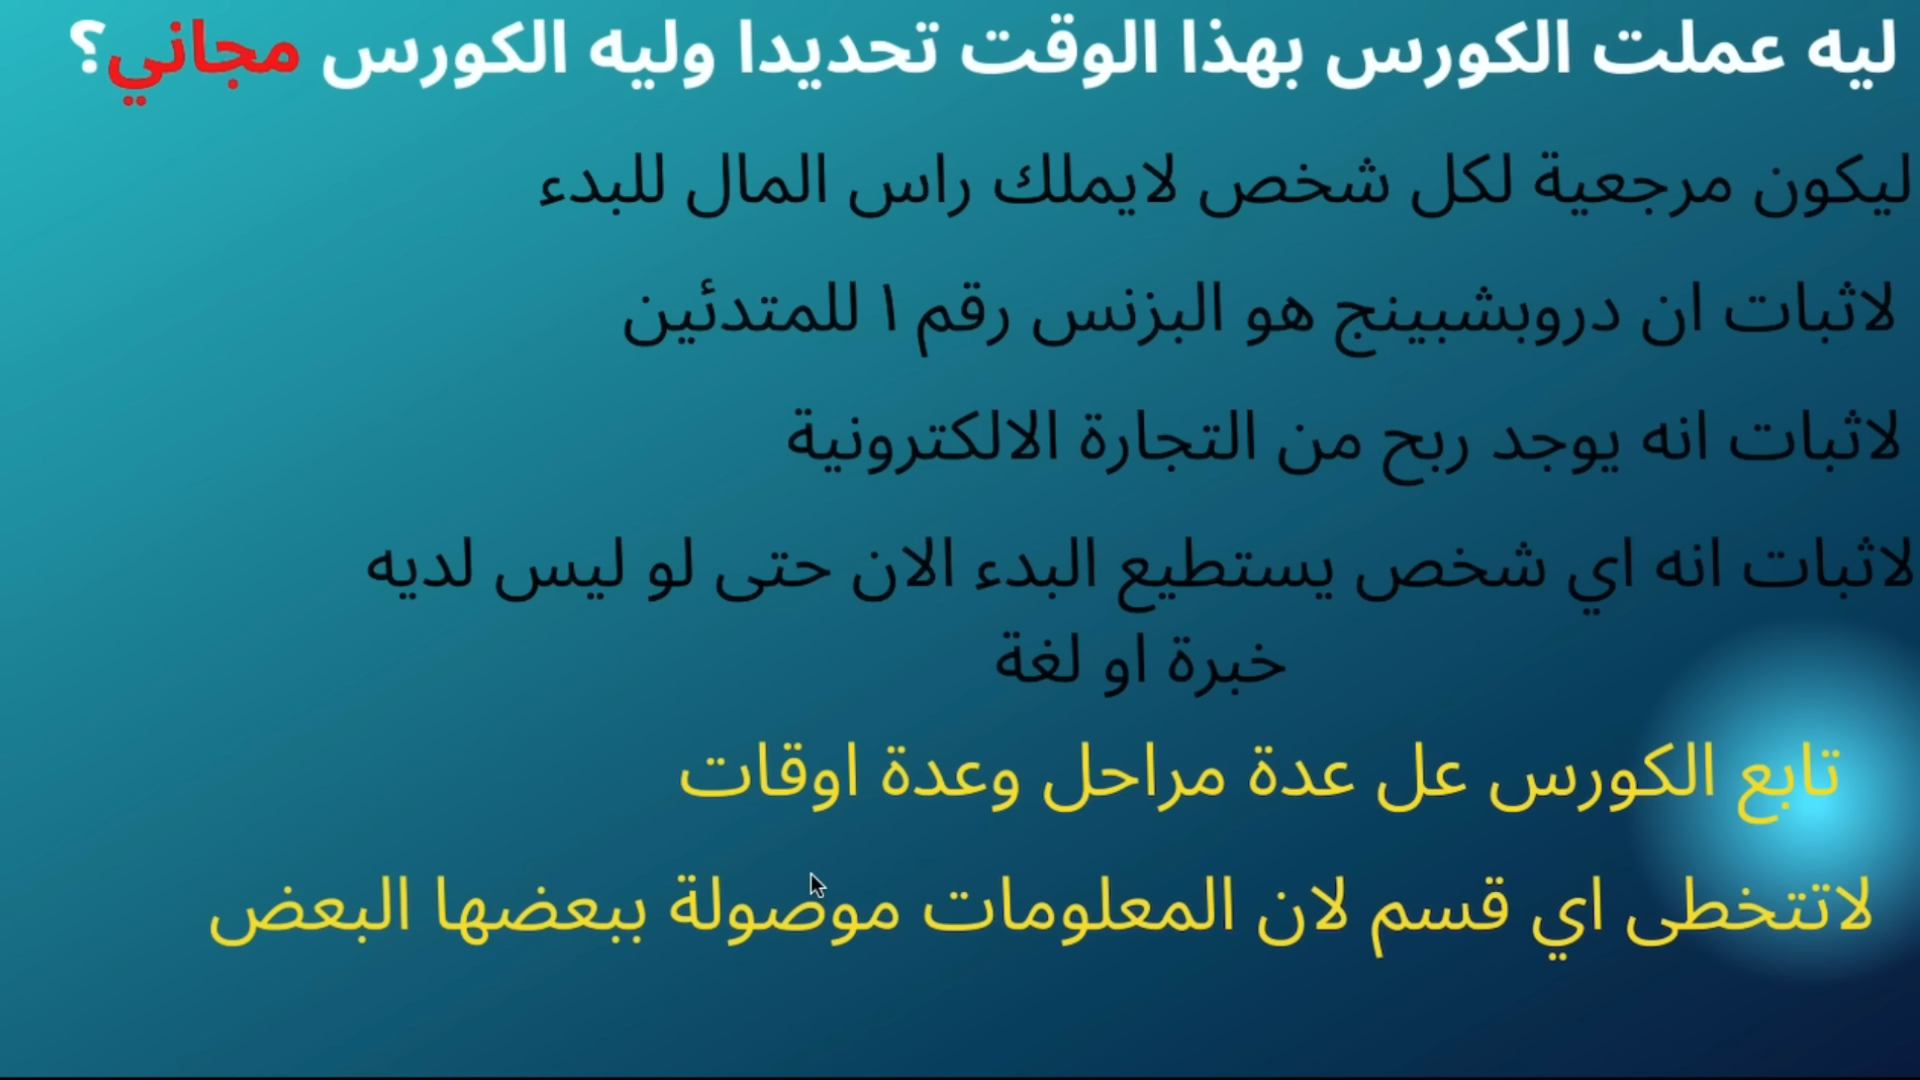 ليه عملت الكورس بهذا الوقت تحديدا وليه الكورس مجاني؟
ليكون مرجعية لكل شخص لايملك راس المال للبدء
لاثبات ان دروبشبينج هو البزنس رقم ١ للمتدئين
لاثبات انه يوجد ربح من التجارة الالكترونية
لاثبات انه اي شخص يستطيع البدء الان حتى لو ليس لديه
خبرة او لغة
تابع الكورس عل عدة مراحل وعدة اوقات
لاتتخطى اي قسم لان المعلومات موضولة ببعضها البعض